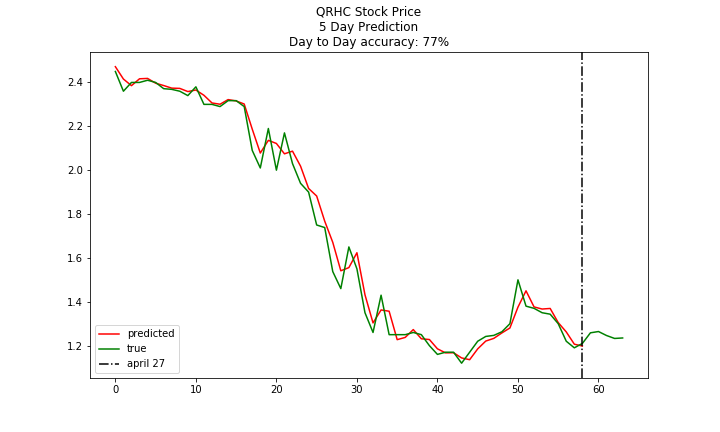 QRHC Stock Price
5 Day Prediction
Day to Day accuracy: 77%
2.4
2.2
2.0
1.8
1.6
1.4
1.2
predicted
true
april 27
0 10 20 30 40 50 60